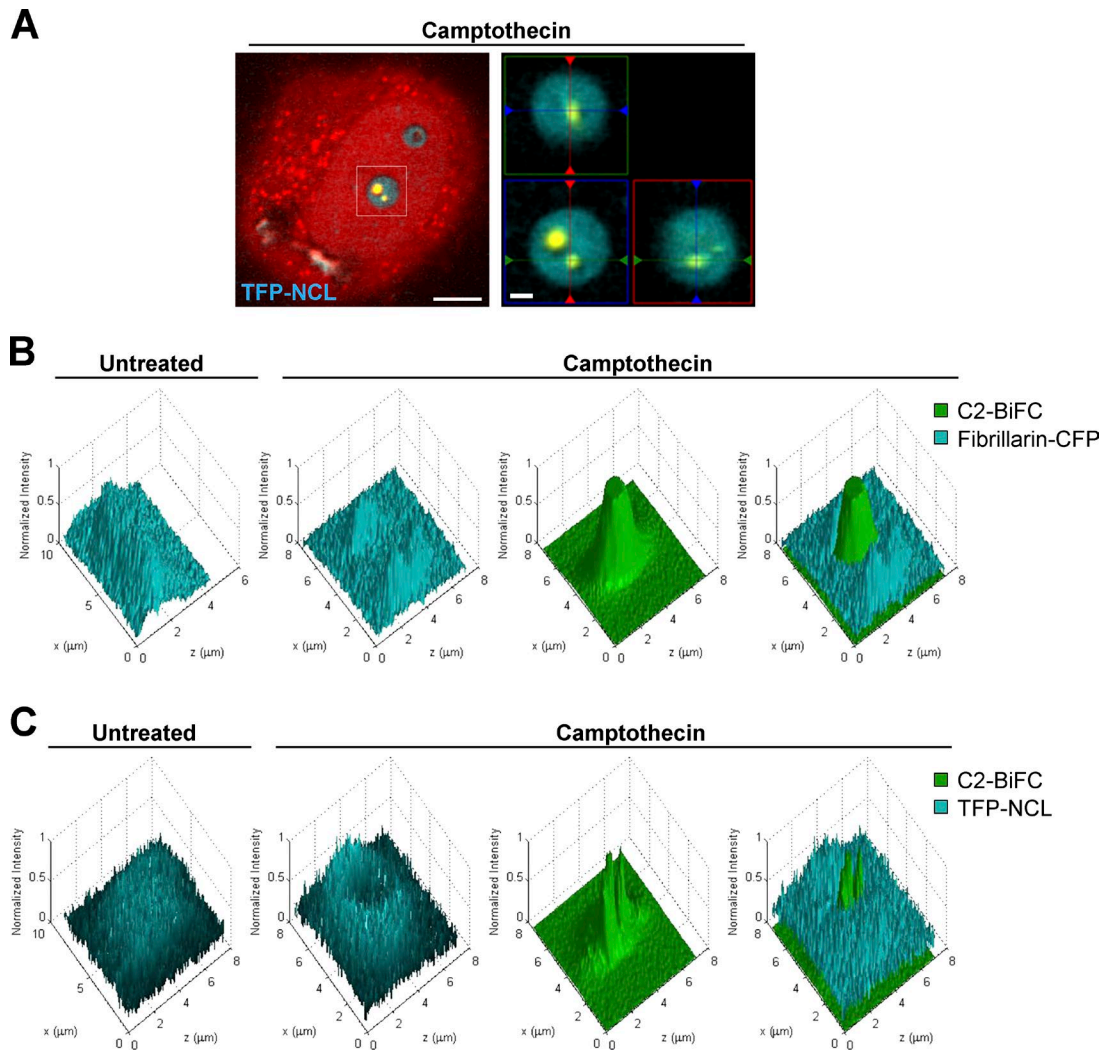 A
Camptothecin
TFP-NCL
B
Untreated
Camptothecin
C2-BiFC
Fibrillarin-CFP
Normalized Intensity
1
0.5
0
10
5
0
x (μm)
0
2
4
6
z (μm)
Normalized Intensity
1
0.5
0
8
6
4
2
0
x (μm)
0
2
4
6
8
z (μm)
Normalized Intensity
1
0.5
0
8
6
4
2
0
x (μm)
0
2
4
6
8
z (μm)
Normalized Intensity
1
0.5
0
8
6
4
2
0
x (μm)
0
2
4
6
8
z (μm)
C
Untreated
Camptothecin
C2-BiFC
TFP-NCL
Normalized Intensity
1
0.5
0
10
5
0
x (μm)
0
2
4
6
8
z (μm)
Normalized Intensity
1
0.5
0
8
6
4
2
0
x (μm)
0
2
4
6
8
z (μm)
Normalized Intensity
1
0.5
0
8
6
4
2
0
x (μm)
0
2
4
6
8
z (μm)
Normalized Intensity
1
0.5
0
8
6
4
2
0
x (μm)
0
2
4
6
8
z (μm)